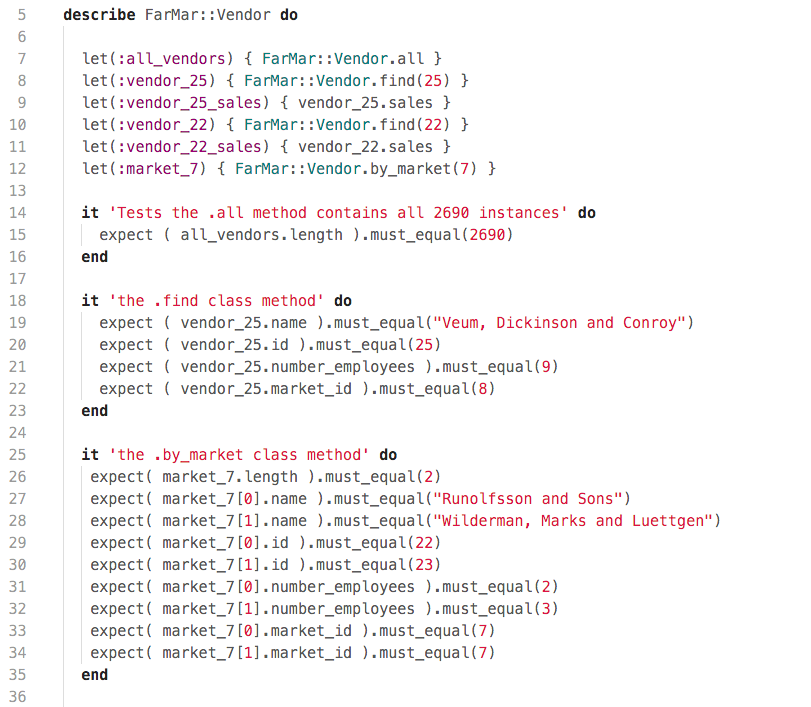 5 describe FarMar::Vendor do
6
7 let(:all_vendors) { FarMar::Vendor.all }
8 let(:vendor_25) { FarMar::Vendor.find(25) }
9 let(:vendor_25_sales) { vendor_25.sales }
10 let(:vendor_22) { FarMar::Vendor.find(22) }
11 let(:vendor_22_sales) { vendor_22.sales }
12 let(:market_7) { FarMar::Vendor.by_market(7) }
13
14 it 'Tests the .all method contains all 2690 instances' do
15 expect ( all_vendors.length ).must_equal(2690)
16 end
17
18 it 'the .find class method' do
19 expect ( vendor_25.name ).must_equal("Veum, Dickinson and Conroy")
20 expect ( vendor_25.id ).must_equal(25)
21 expect ( vendor_25.number_employees ).must_equal(9)
22 expect ( vendor_25.market_id ).must_equal(8)
23 end
24
25 it 'the .by_market class method' do
26 expect( market_7.length ).must_equal(2)
27 expect( market_7[0].name ).must_equal("Runolfsson and Sons")
28 expect( market_7[1].name ).must_equal("Wilderman, Marks and Luettgen")
29 expect( market_7[0].id ).must_equal(22)
30 expect( market_7[1].id ).must_equal(23)
31 expect( market_7[0].number_employees ).must_equal(2)
32 expect( market_7[1].number_employees ).must_equal(3)
33 expect( market_7[0].market_id ).must_equal(7)
34 expect( market_7[1].market_id ).must_equal(7)
35 end
36